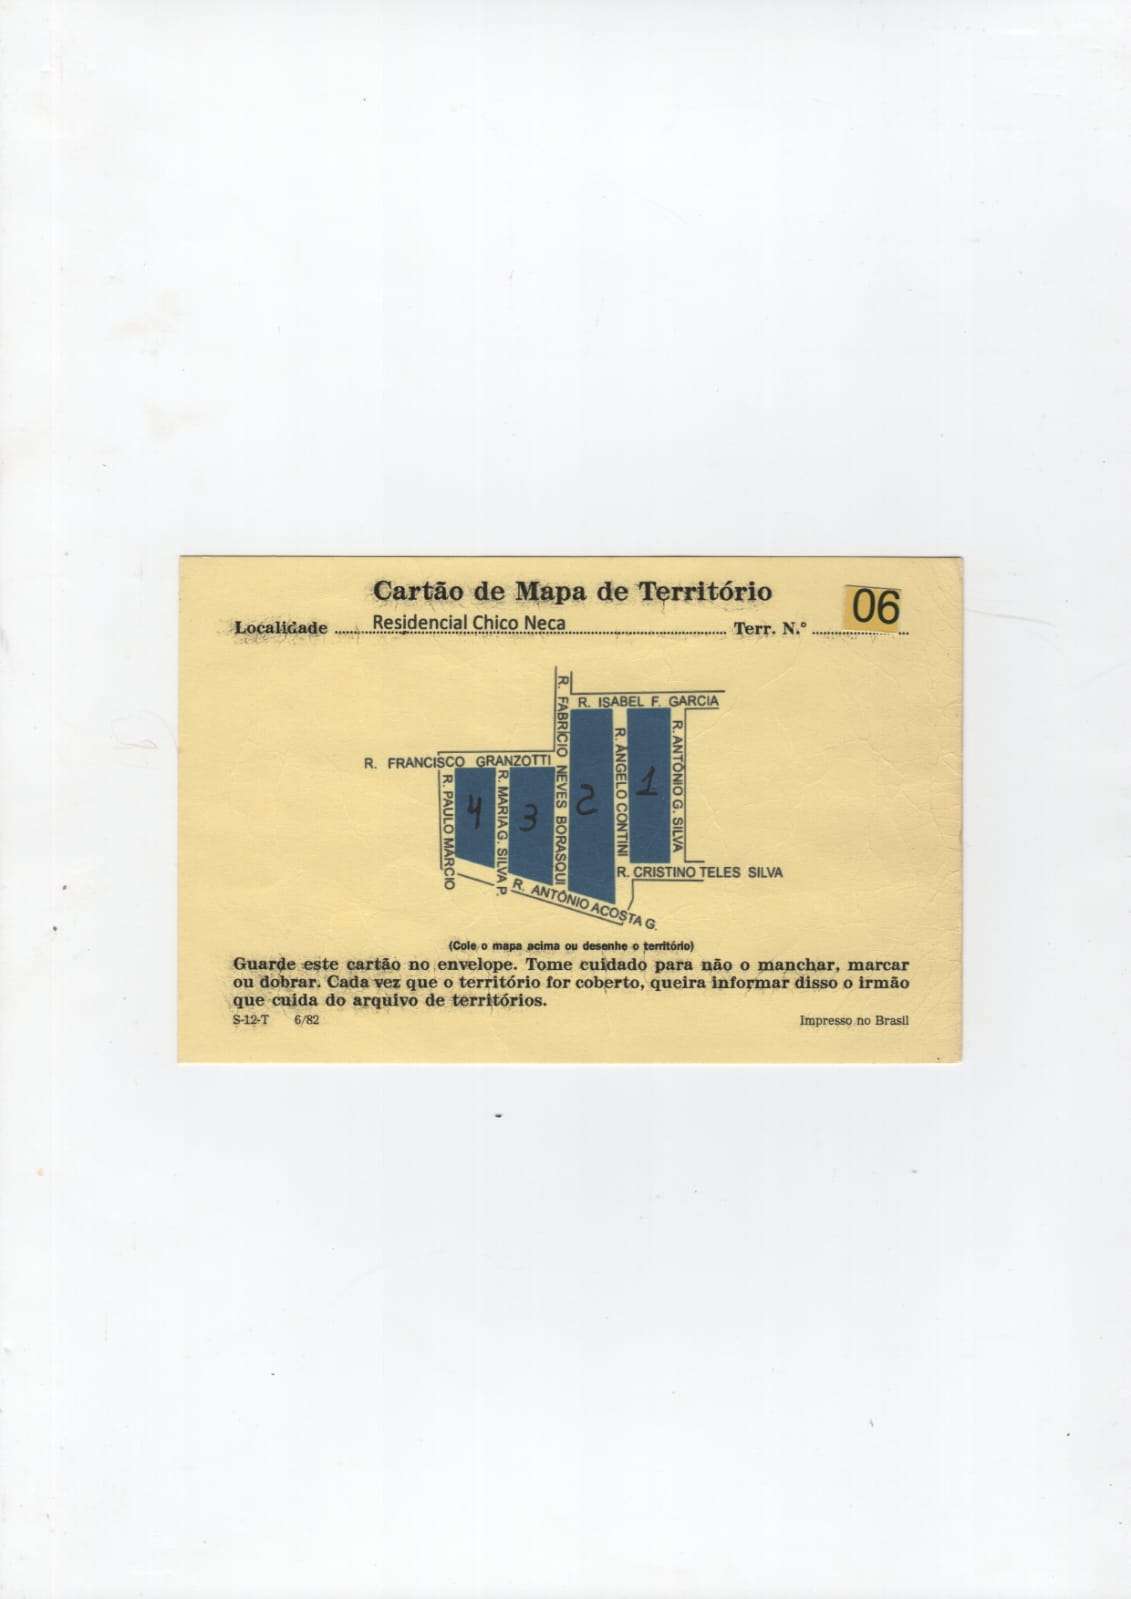 Cartão de Mapa de Território
06
Localidade Residencial Chico Neca Terr. N.º
R. ISABEL F. GARCIA
R. FABRÍCIO NEVES BORASQUI
R. ÂNGELO CONTINI
R. ANTÔNIO G. SILVA
R. FRANCISCO GRANZOTTI
R. PAULO MÁRCIO
R. MARIA G. SILVA P.
4
3
2
1
R. CRISTINO TELES SILVA
R. ANTÔNIO ACOSTA G.
(Cole o mapa acima ou desenhe o território)
Guarde este cartão no envelope. Tome cuidado para não o manchar, marcar
ou dobrar. Cada vez que o território for coberto, queira informar disso o irmão
que cuida do arquivo de territórios.
S-12-T 6/82 Impresso no Brasil